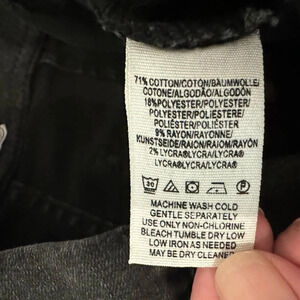 71% COTTON/COTON/BAUMWOLLE/
COTONE/ALGODÃO/ALGODÓN
18% POLYESTER/POLYESTER/
POLYESTER/POLIESTERE/
POLIÉSTER/POLIÉSTER
9% RAYON/RAYONNE/
KUNSTSEIDE/RAION/RAIOM/RAYÓN
2% LYCRA®LYCRA/LYCRA®
LYCRA®LYCRA/LYCRA®
30
MACHINE WASH COLD
GENTLE SEPARATELY
USE ONLY NON-CHLORINE
BLEACH TUMBLE DRY LOW
LOW IRON AS NEEDED
MAY BE DRY CLEANED